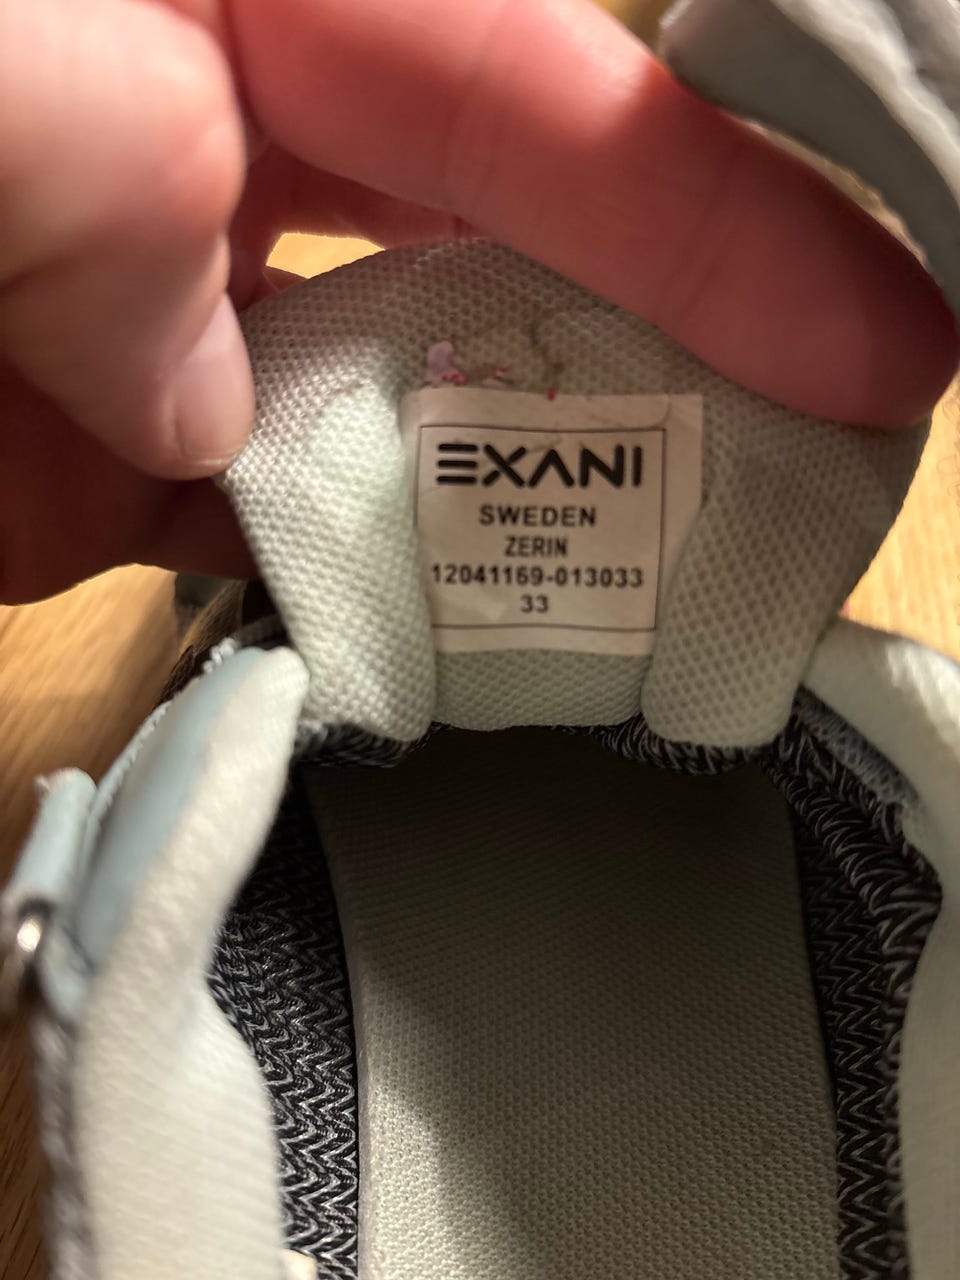 EXANI
SWEDEN
ZERIN
12041169-013033
33